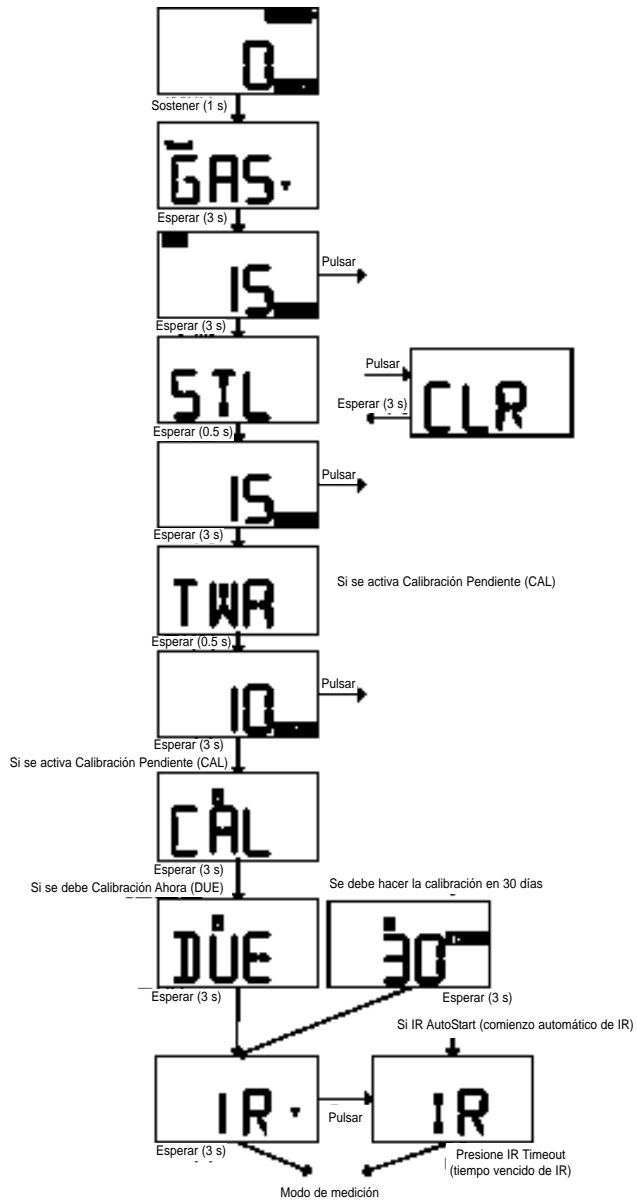 0
Sostener (1 s)
GAS
Esperar (3 s)
15
Pulsar
Esperar (3 s)
STL
Pulsar
Esperar (3 s)
CLR
Esperar (0.5 s)
15
Pulsar
Esperar (3 s)
TWA
Si se activa Calibración Pendiente (CAL)
Esperar (0.5 s)
10
Pulsar
Esperar (3 s)
Si se activa Calibración Pendiente (CAL)
CAL
Esperar (3 s)
Si se debe Calibración Ahora (DUE)
Se debe hacer la calibración en 30 días
DUE
30
Esperar (3 s)
Esperar (3 s)
Si IR AutoStart (comienzo automático de IR)
IR
Pulsar
IR
Esperar (3 s)
Presione IR Timeout
(tiempo vencido de IR)
Modo de medición